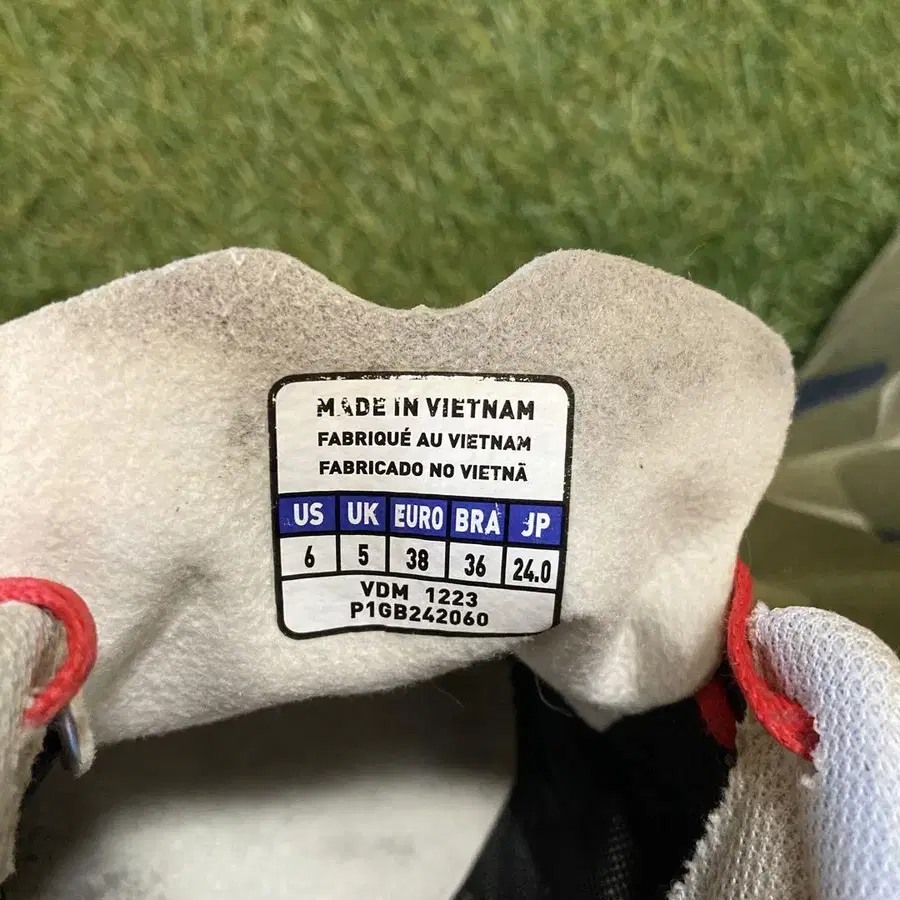 MADE IN VIETNAM
FABRIQUÉ AU VIETNAM
FABRICADO NO VIETNÃ
US UK EURO BRA JP
6 5 38 36 24.0
VDM 1223
P1GB242060